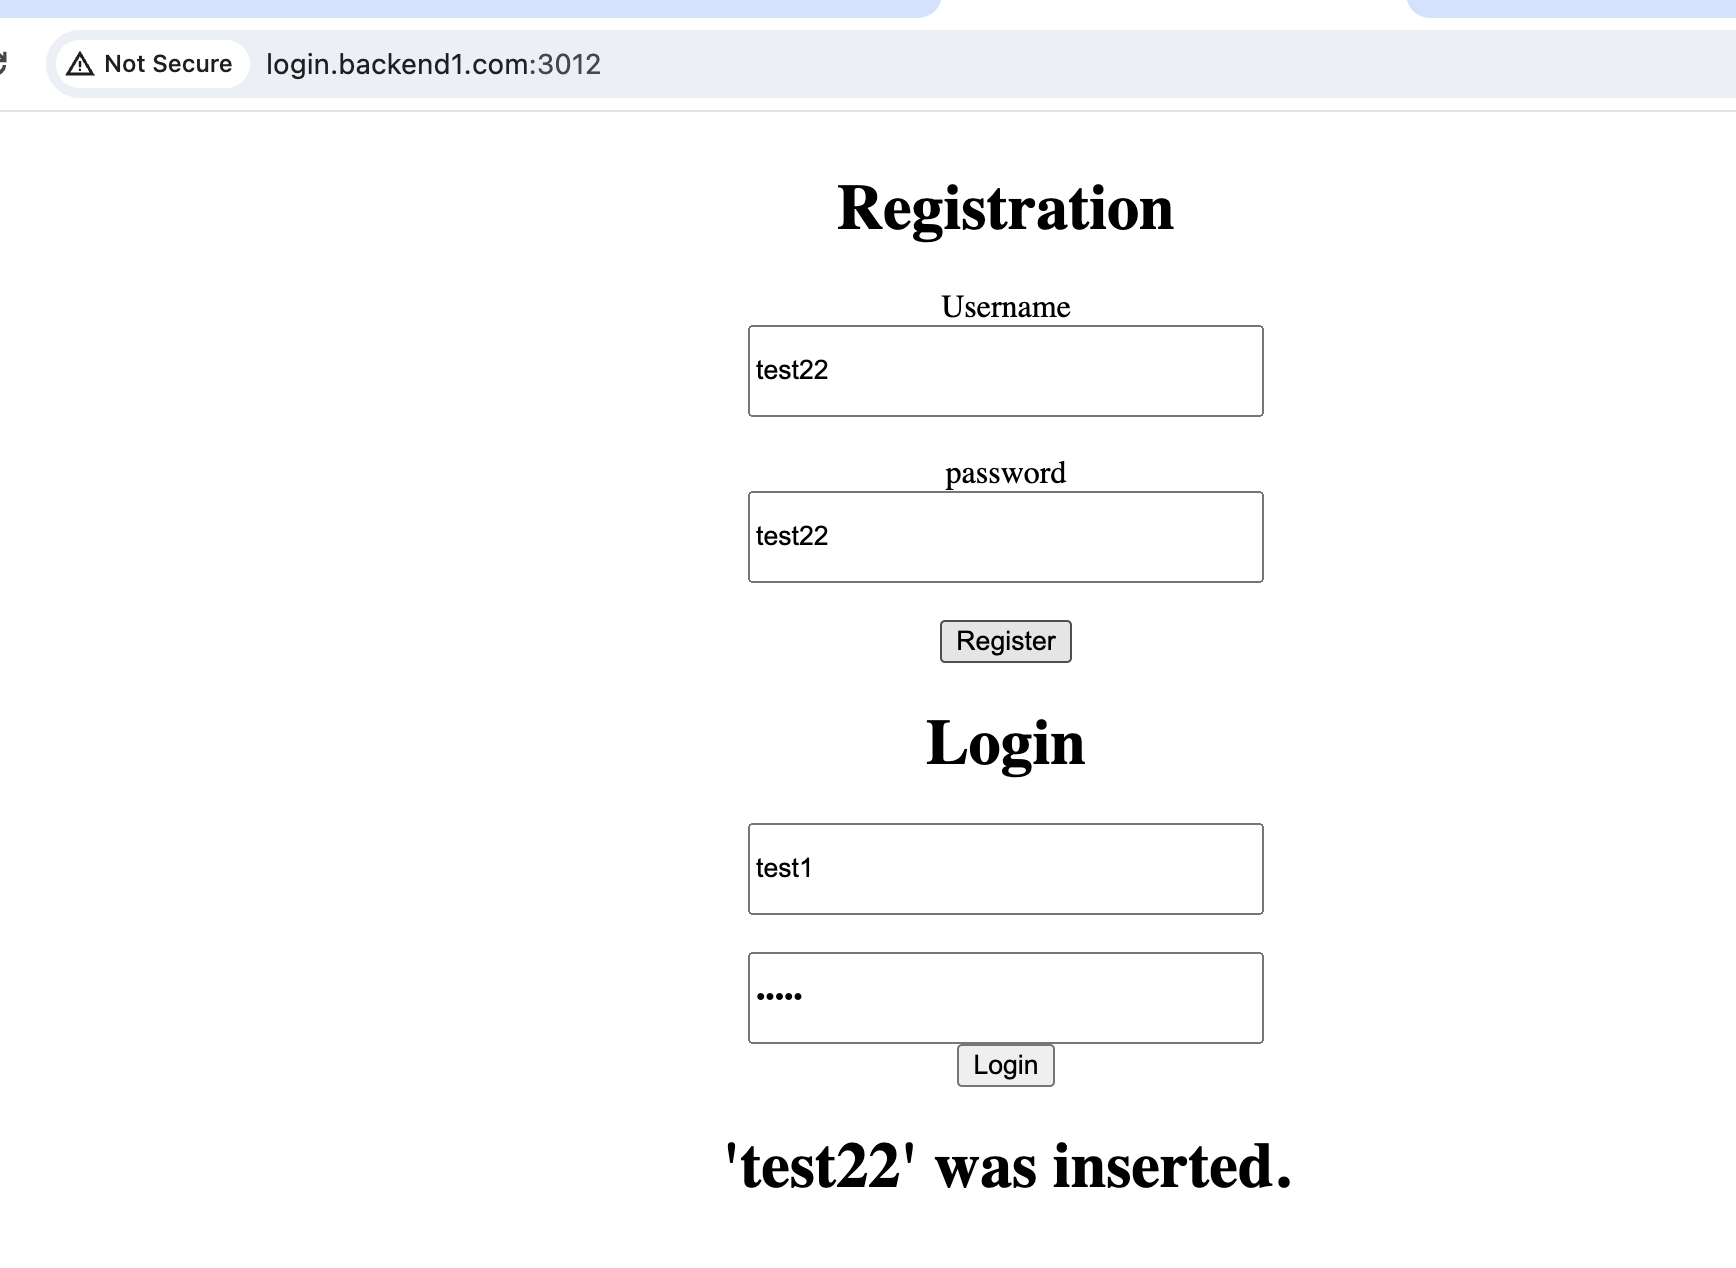 Not Secure login.backend1.com:3012
Registration
Username
test22
password
test22
Register
Login
test1
•••••
Login
'test22' was inserted.